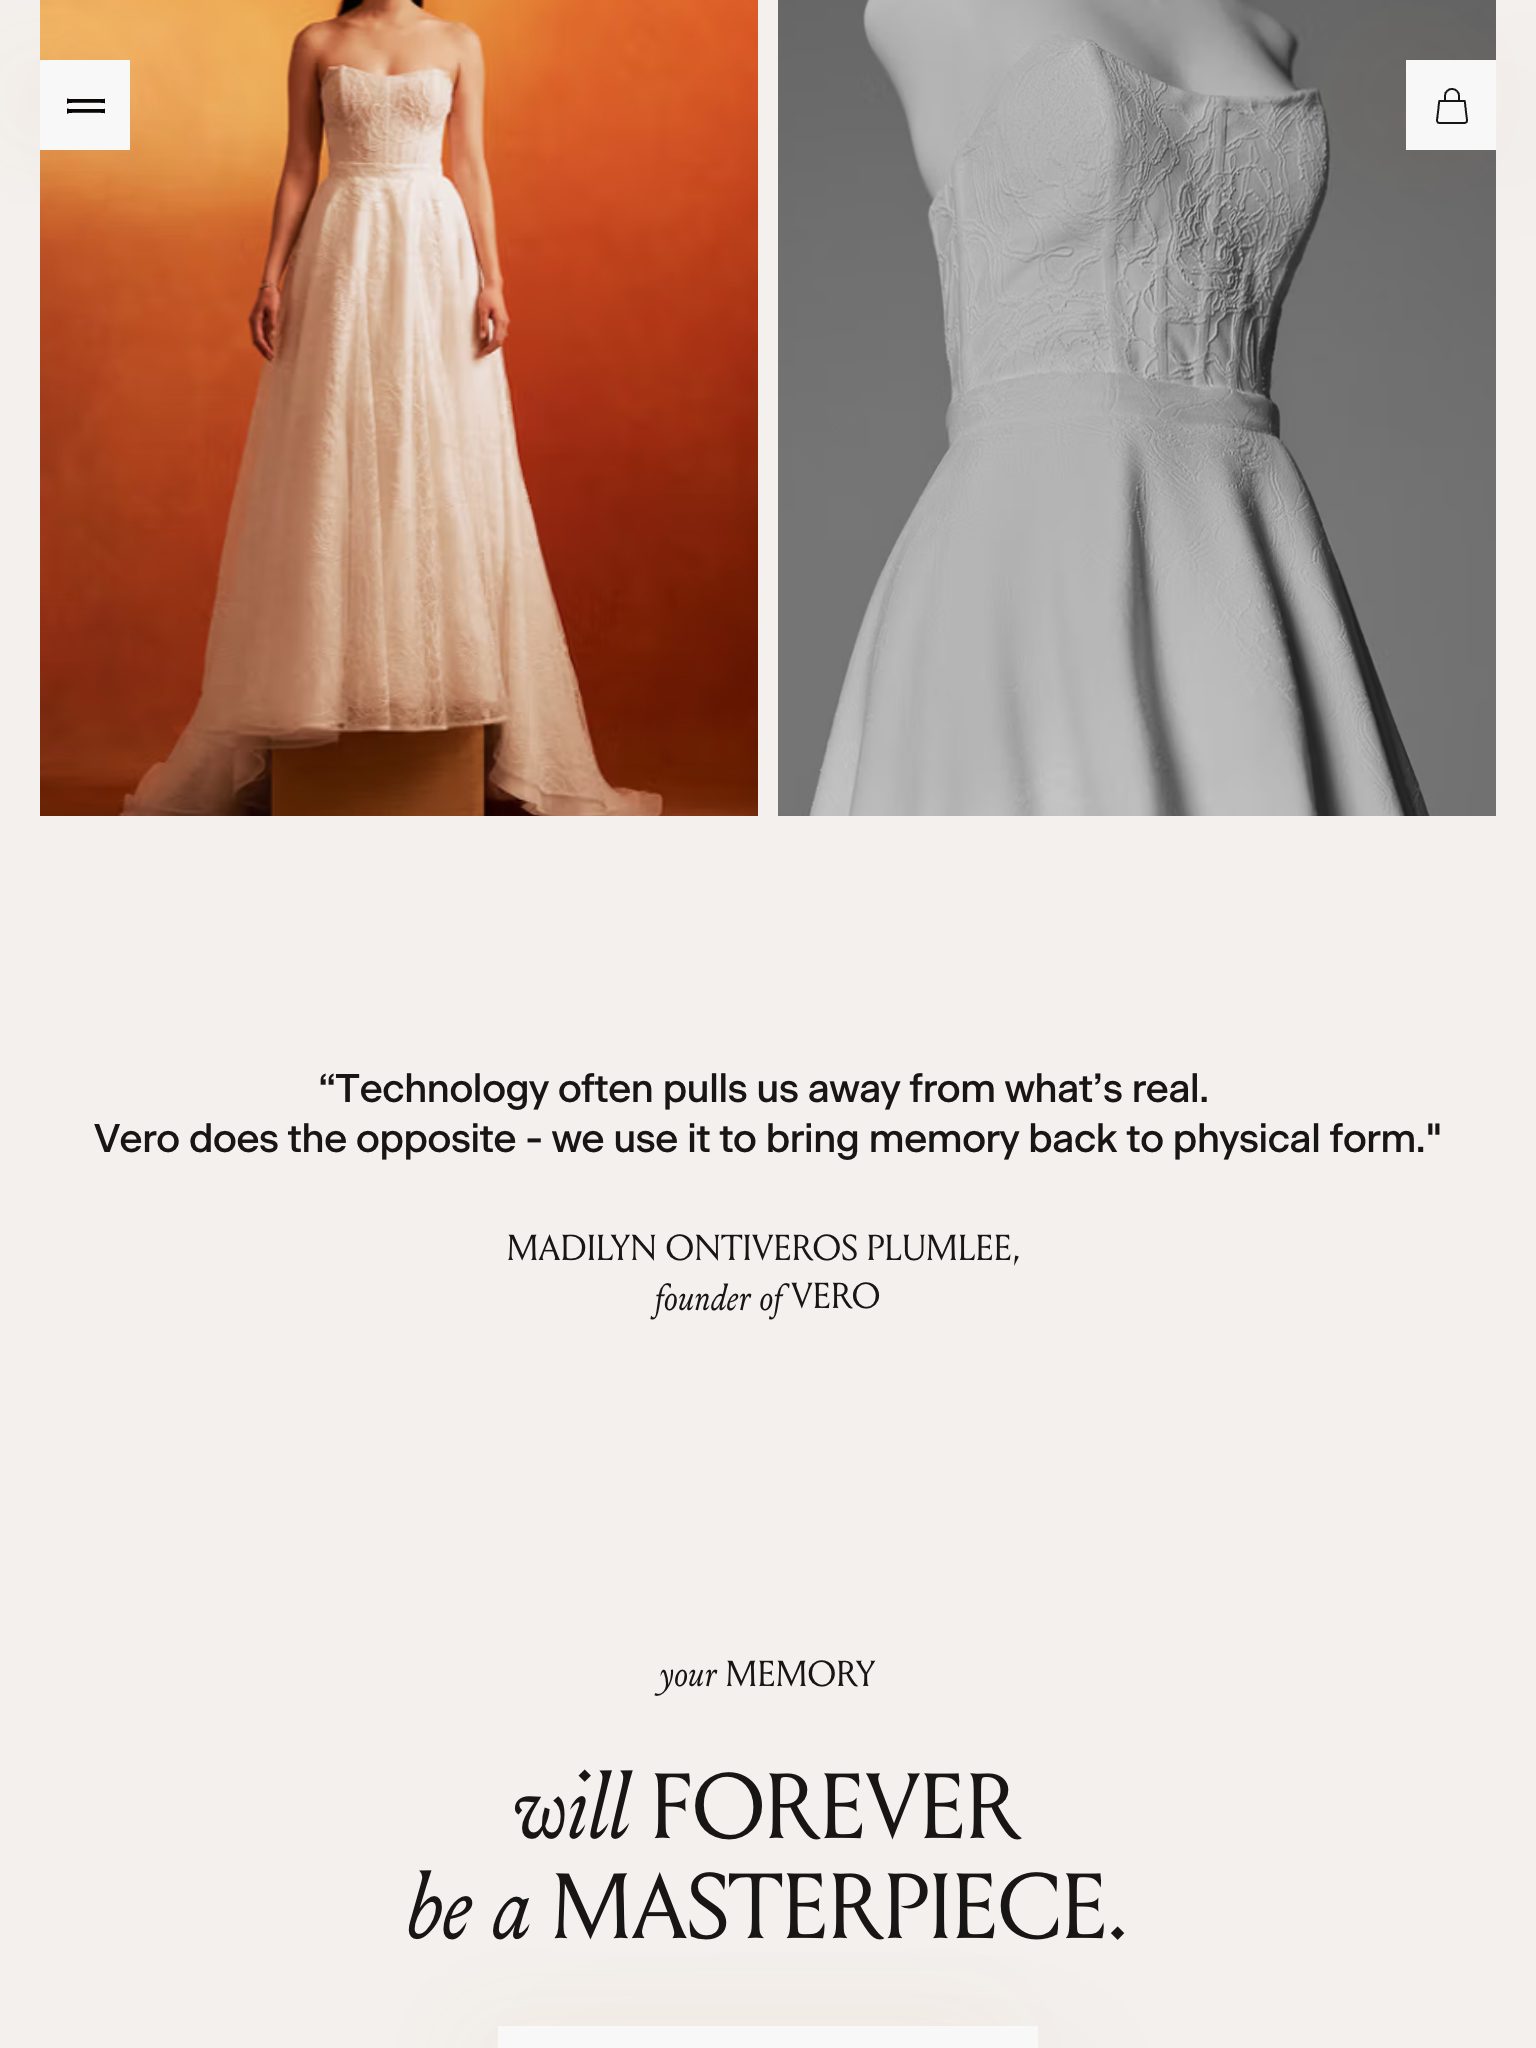 “Technology often pulls us away from what’s real.
Vero does the opposite - we use it to bring memory back to physical form."
MADILYN ONTIVEROS PLUMLEE,
founder of VERO
your MEMORY
will FOREVER
be a MASTERPIECE.